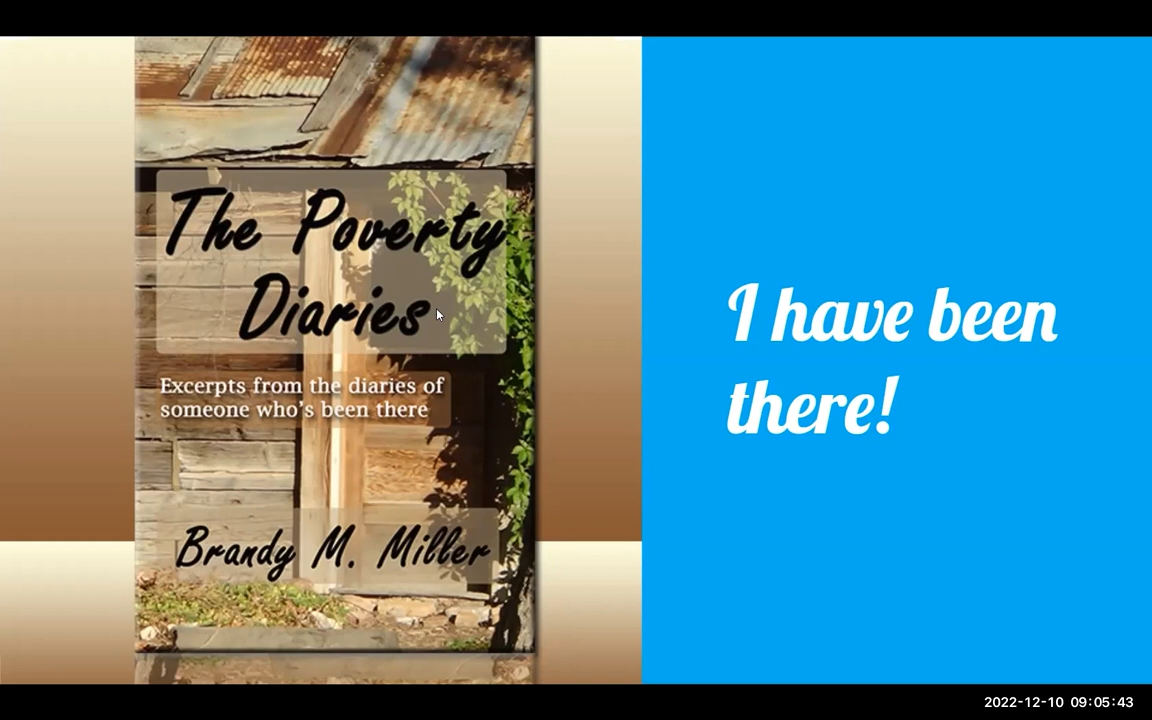 The Poverty
Diaries
Excerpts from the diaries of
someone who's been there
Brandy M. Miller
I have been
there!
2022-12-10 09:05:43